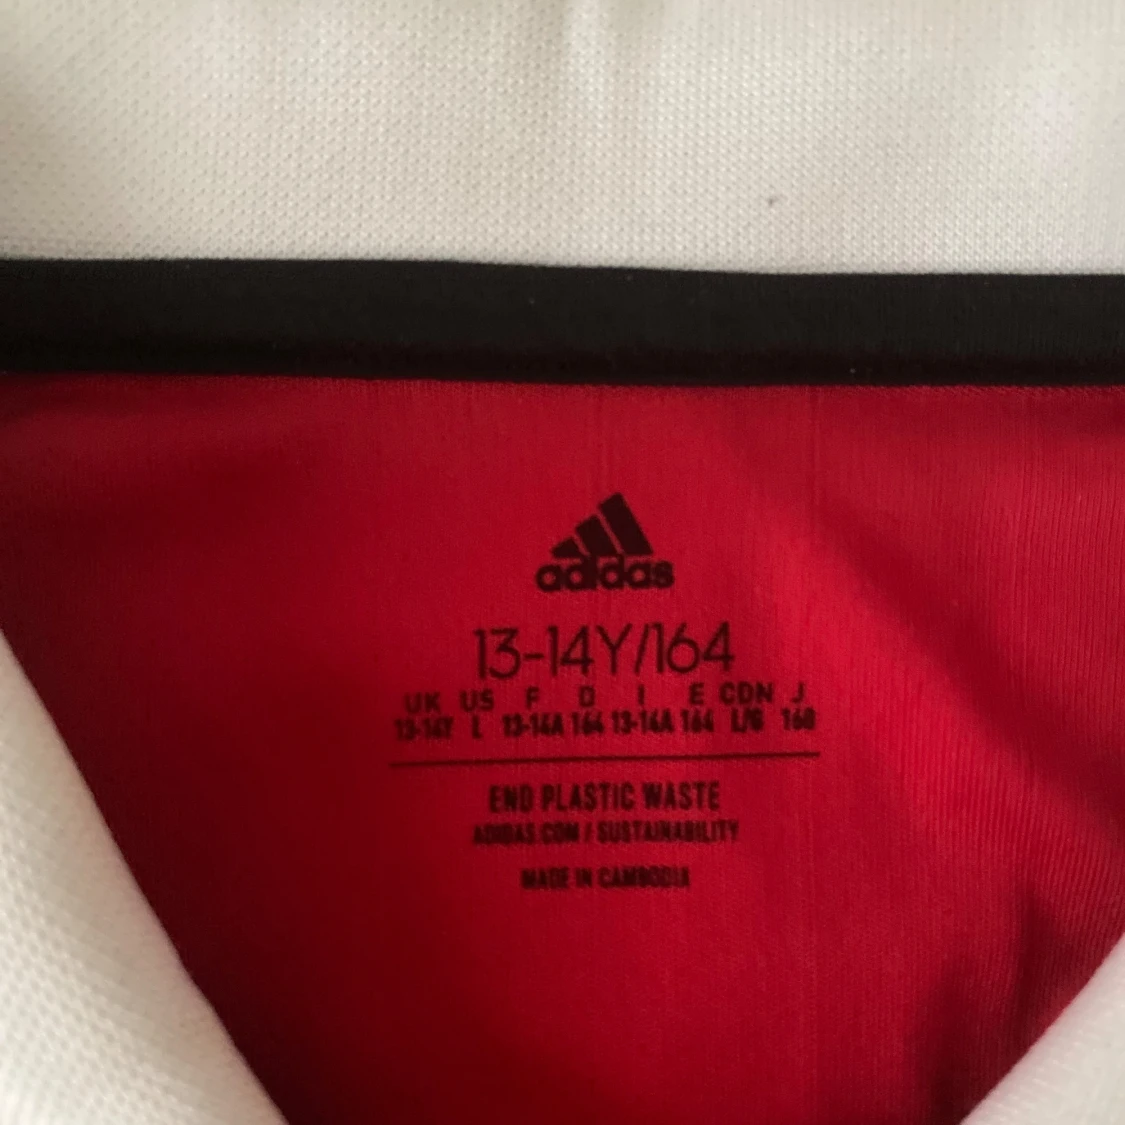 adidas
13-14Y/164
UK US F D I E CDN J
13-14Y L 13-14A 164 13-14A 164 L/G 160
END PLASTIC WASTE
ADIDAS.COM / SUSTAINABILITY
MADE IN CAMBODIA